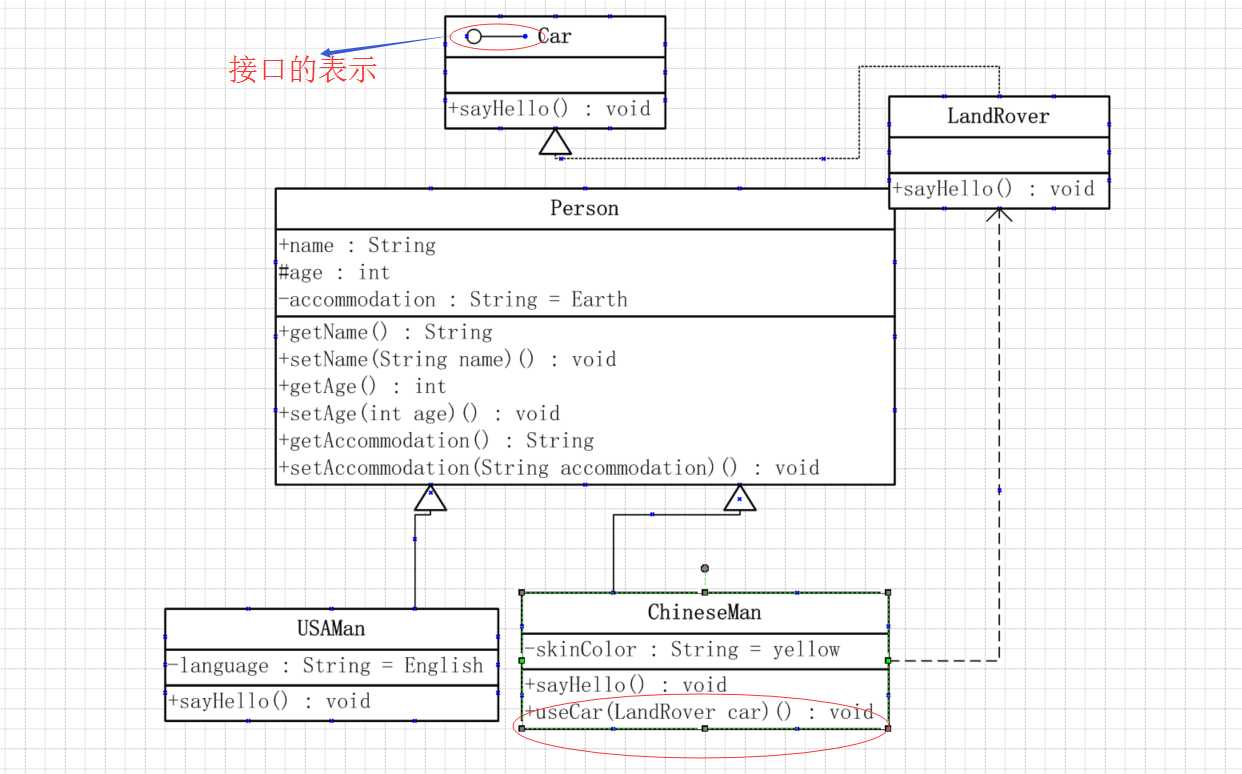 Car
接口的表示
+sayHello() : void
LandRover
+sayHello() : void
Person
+name : String
#age : int
-accommodation : String = Earth
+getName() : String
+setName(String name)() : void
+getAge() : int
+setAge(int age)() : void
+getAccommodation() : String
+setAccommodation(String accommodation)() : void
USAMan
-language : String = English
+sayHello() : void
ChineseMan
-skinColor : String = yellow
+sayHello() : void
+useCar(LandRover car)() : void